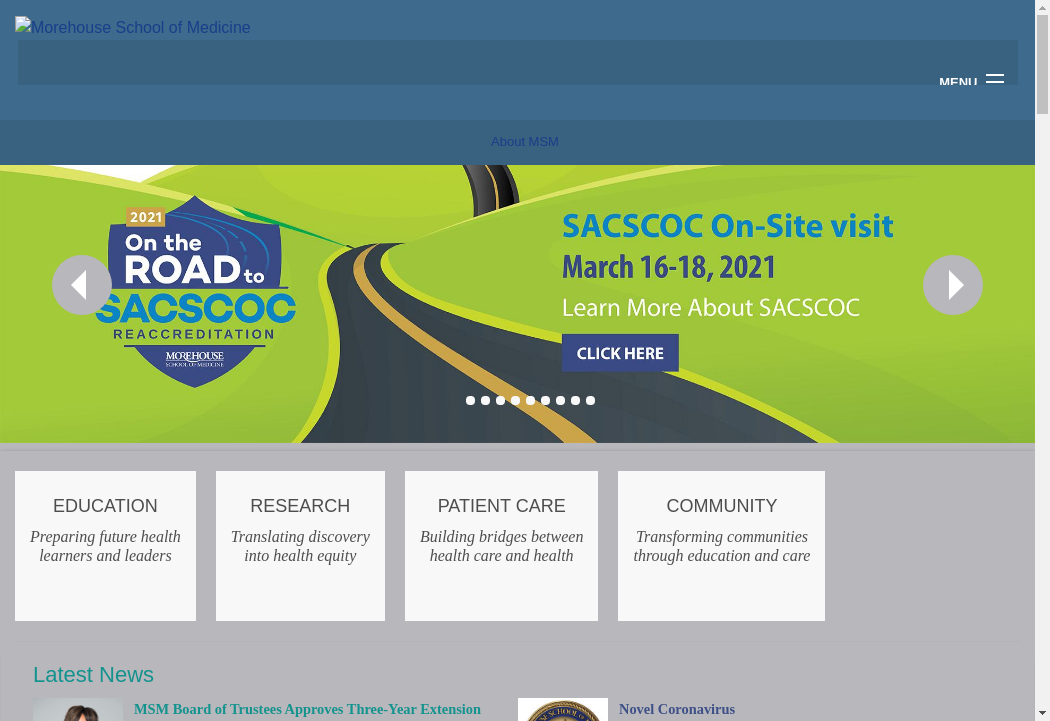 Morehouse School of Medicine
MENU
About MSM
2021
On the
ROAD to
SACSCOC
REACCREDITATION
MOREHOUSE
SCHOOL OF MEDICINE
SACSCOC On-Site visit
March 16-18, 2021
Learn More About SACSCOC
CLICK HERE
EDUCATION
Preparing future health
learners and leaders
RESEARCH
Translating discovery
into health equity
PATIENT CARE
Building bridges between
health care and health
COMMUNITY
Transforming communities
through education and care
Latest News
MSM Board of Trustees Approves Three-Year Extension
Novel Coronavirus